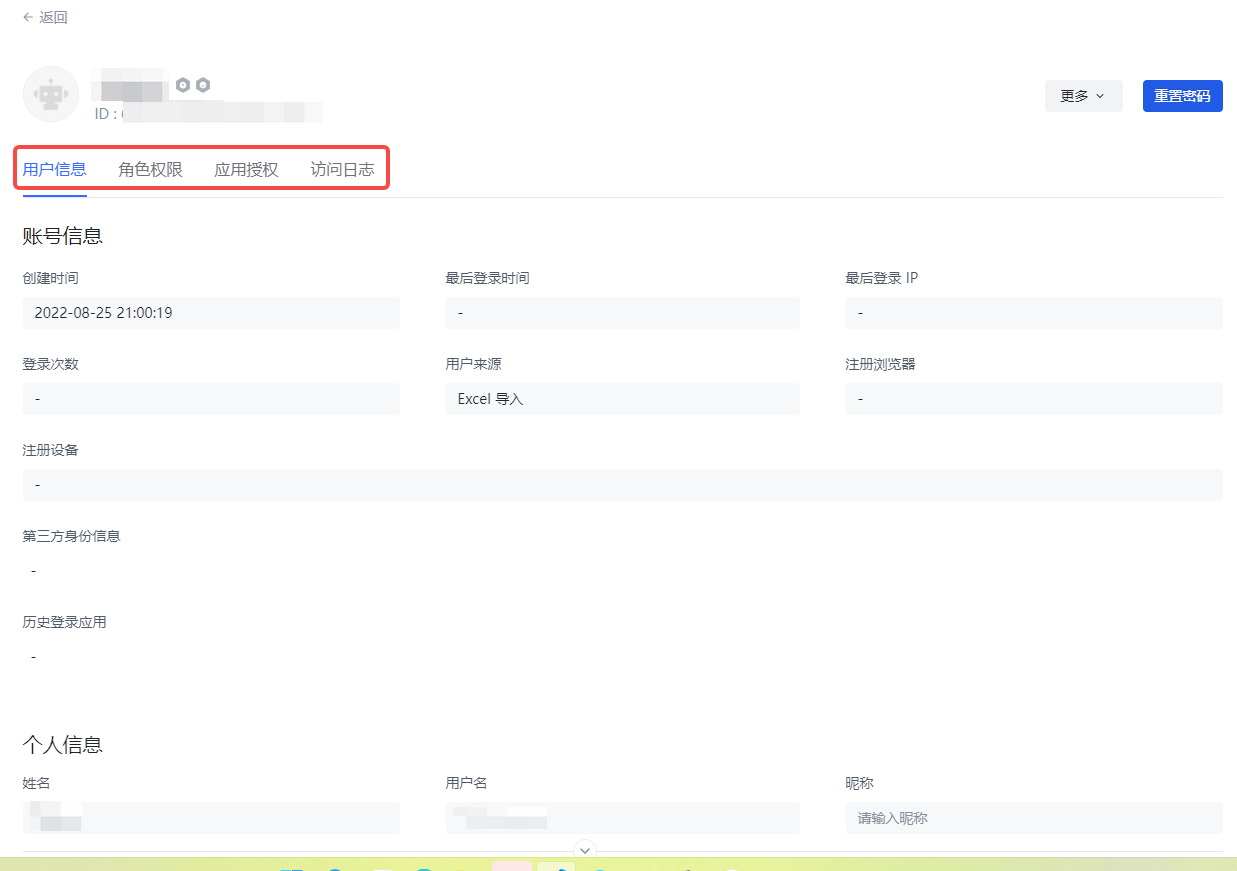 返回
ID :
更多
重置密码
用户信息 角色权限 应用授权 访问日志
账号信息
创建时间 最后登录时间 最后登录 IP
2022-08-25 21:00:19 - -
登录次数 用户来源 注册浏览器
- Excel 导入 -
注册设备
-
第三方身份信息
-
历史登录应用
-
个人信息
姓名 用户名 昵称
请输入昵称